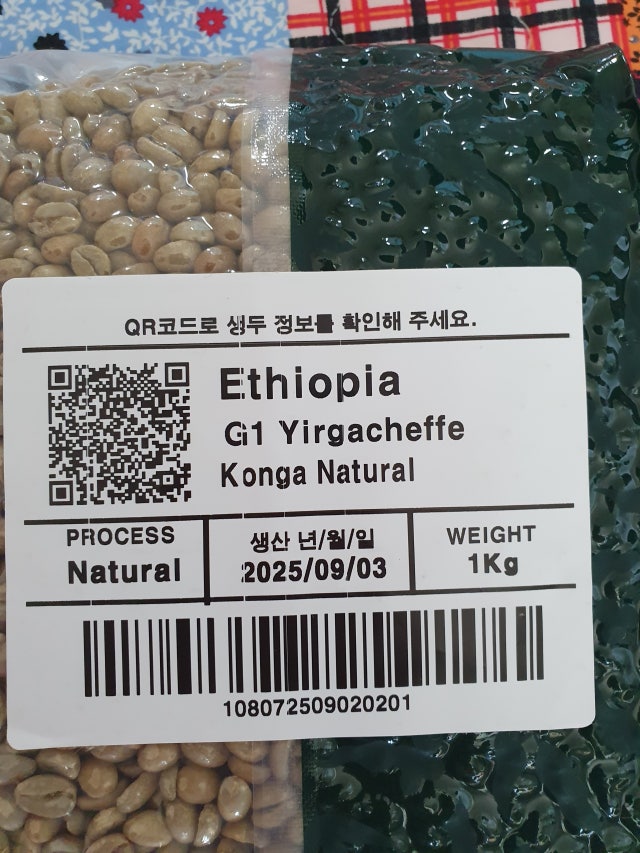 QR코드로 생두 정보를 확인해 주세요.
Ethiopia
G1 Yirgacheffe
Konga Natural
PROCESS
Natural
생산 년/월/일
2025/09/03
WEIGHT
1Kg
108072509020201